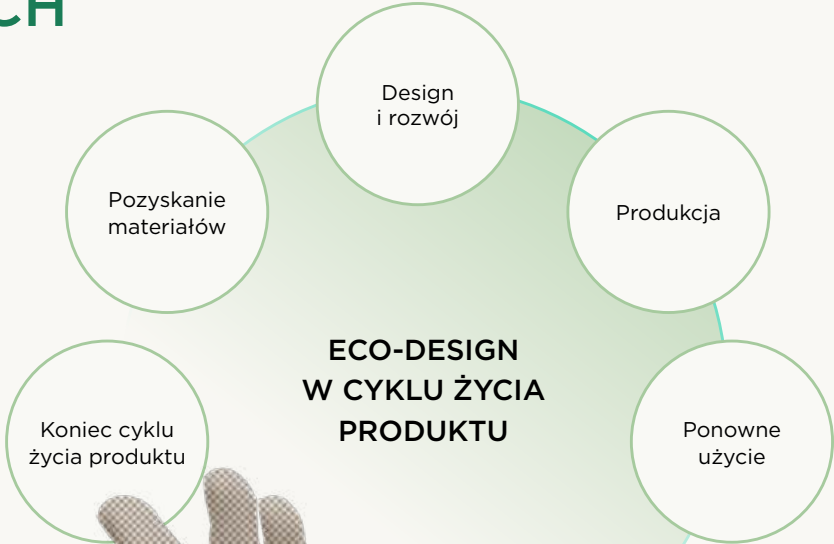 CH
Design
i rozwój
Pozyskanie
materiałów
Produkcja
ECO-DESIGN
W CYKLU ŻYCIA
PRODUKTU
Koniec cyklu
życia produktu
Ponowne
użycie